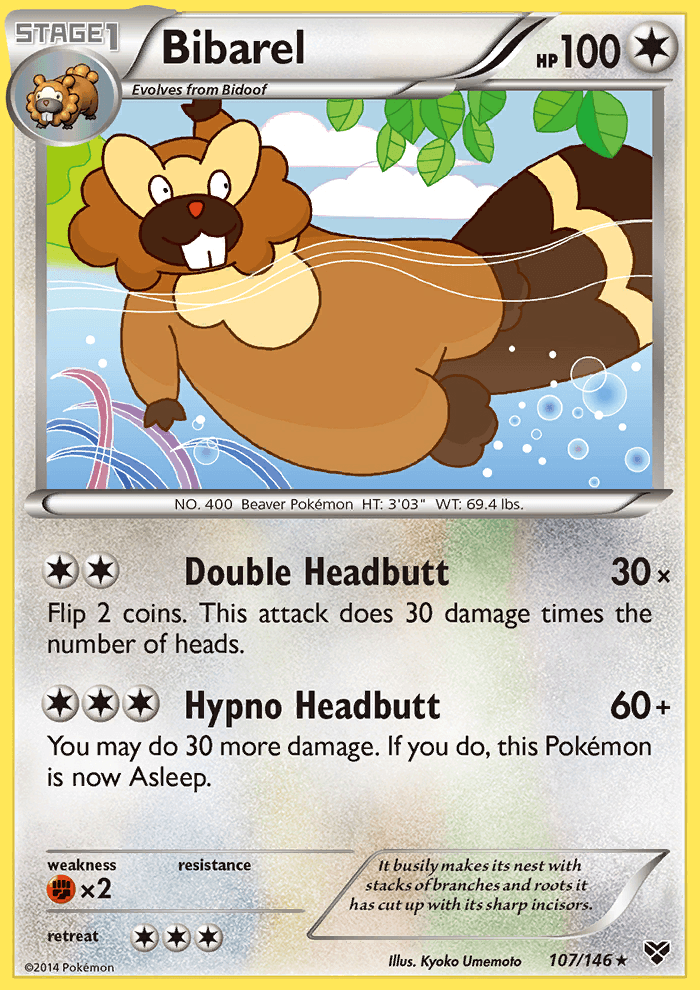 STAGE1
Bibarel
HP100
Evolves from Bidoof
NO. 400 Beaver Pokémon HT: 3'03" WT: 69.4 lbs.
Double Headbutt 30×
Flip 2 coins. This attack does 30 damage times the
number of heads.
Hypno Headbutt 60+
You may do 30 more damage. If you do, this Pokémon
is now Asleep.
weakness resistance
×2
It busily makes its nest with
stacks of branches and roots it
has cut up with its sharp incisors.
retreat
Illus. Kyoko Umemoto 107/146★
©2014 Pokémon